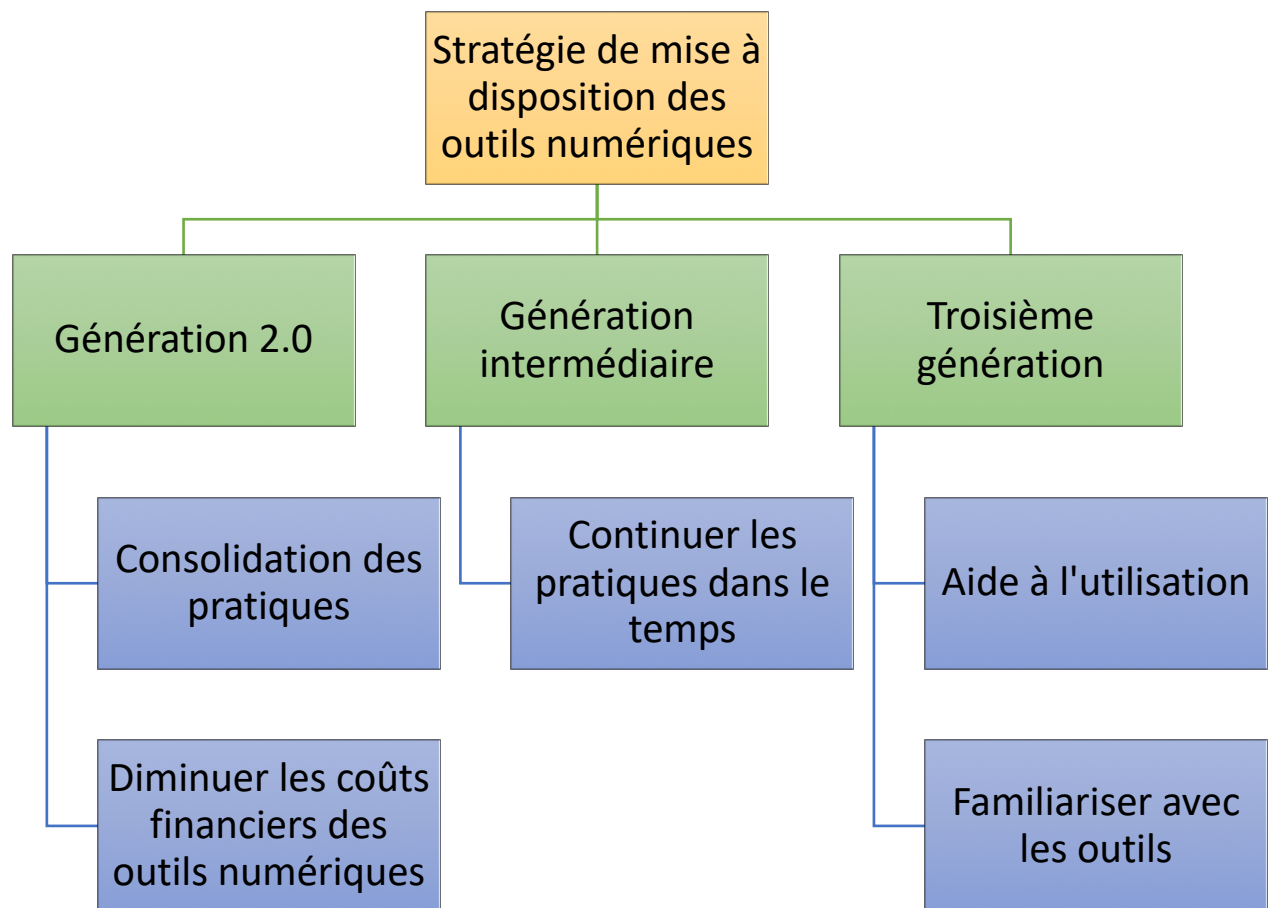 Stratégie de mise à
disposition des
outils numériques
Génération 2.0
Génération
intermédiaire
Troisième
génération
Consolidation des
pratiques
Continuer les
pratiques dans le
temps
Aide à l'utilisation
Diminuer les coûts
financiers des
outils numériques
Familiariser avec
les outils